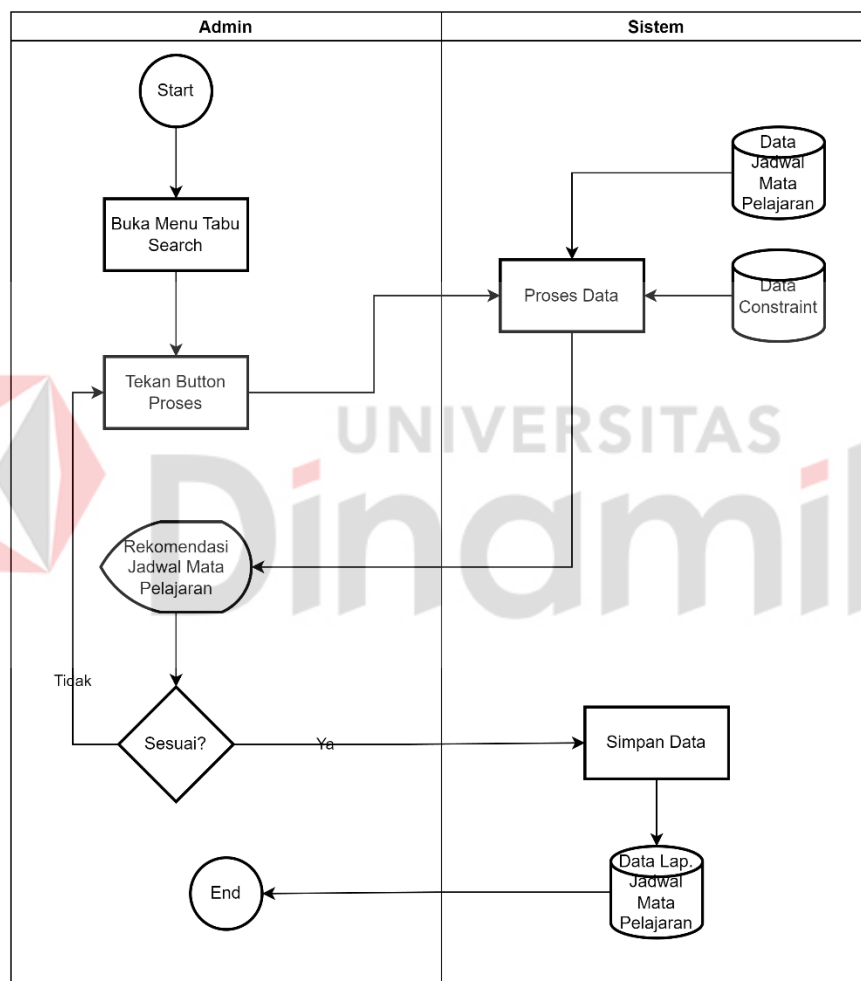 Admin
Sistem
Start
Data
Jadwal
Mata
Pelajaran
Buka Menu Tabu
Search
Proses Data
Data
Constraint
Tekan Button
Proses
UNIVERSITAS
Dinami
Rekomendasi
Jadwal Mata
Pelajaran
Tidak
Sesuai?
Ya
Simpan Data
Data Lap.
Jadwal
Mata
Pelajaran
End